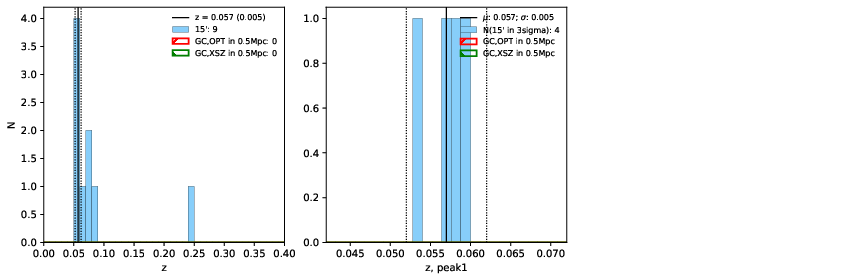 z = 0.057 (0.005)
15': 9
GC,OPT in 0.5Mpc: 0
GC,XSZ in 0.5Mpc: 0
4.0
3.5
3.0
2.5
2.0
1.5
1.0
0.5
0.0
N
0.00 0.05 0.10 0.15 0.20 0.25 0.30 0.35 0.40
z
μ: 0.057; σ: 0.005
N(15' in 3sigma): 4
GC,OPT in 0.5Mpc
GC,XSZ in 0.5Mpc
1.0
0.8
0.6
0.4
0.2
0.0
0.045 0.050 0.055 0.060 0.065 0.070
z, peak1